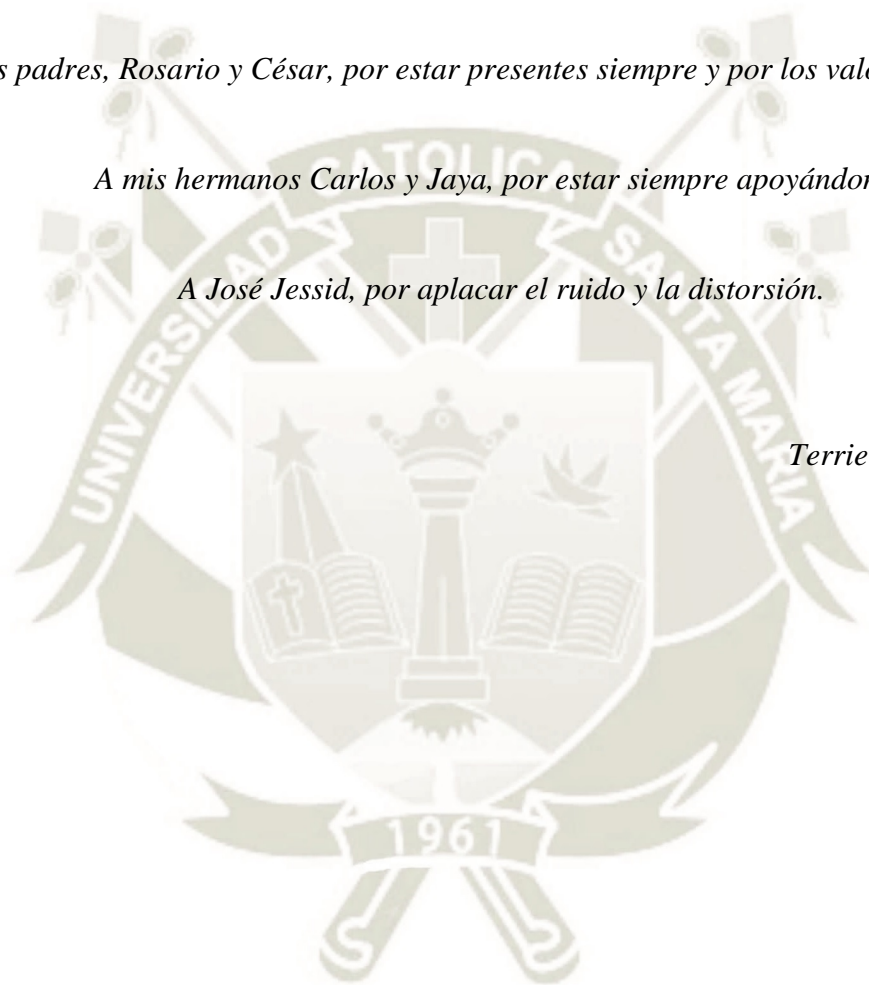 s padres, Rosario y César, por estar presentes siempre y por los val
A mis hermanos Carlos y Jaya, por estar siempre apoyándo
A José Jessid, por aplacar el ruido y la distorsión.
Terrie
UNIVERSIDAD CATOLICA SANTA MARIA
1961